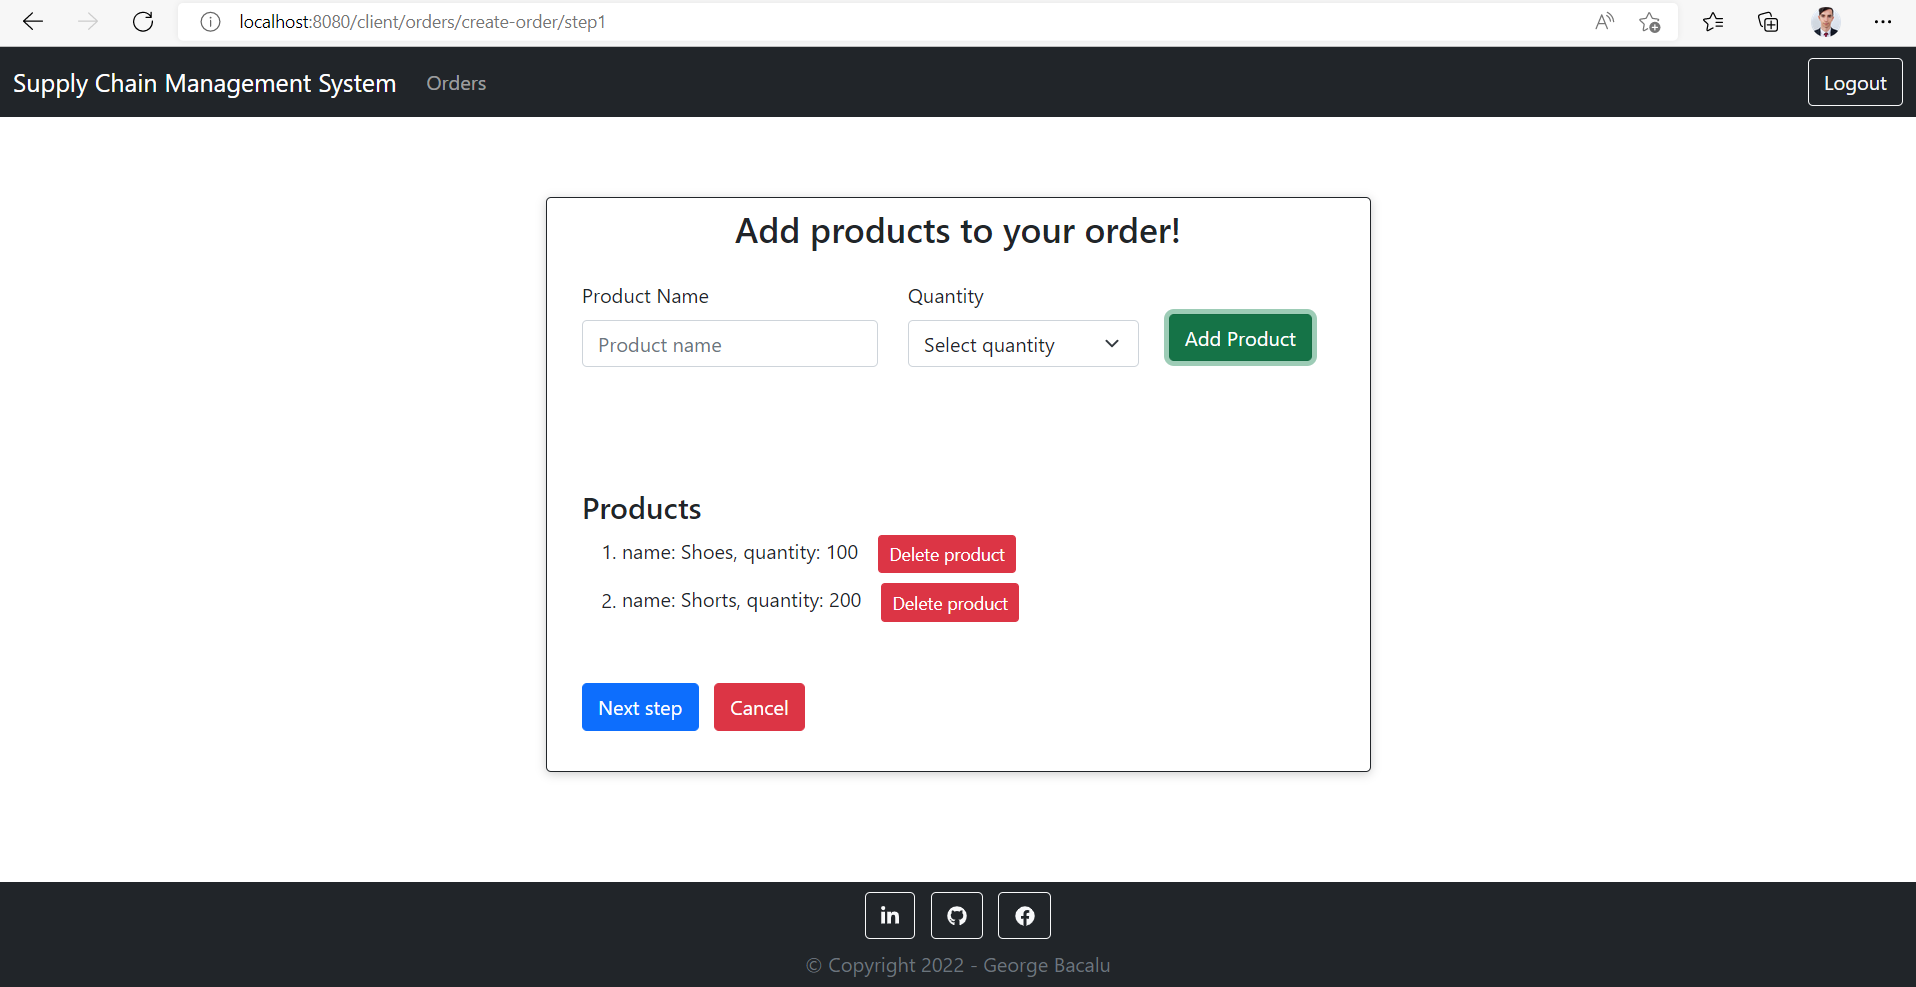 localhost:8080/client/orders/create-order/step1
Supply Chain Management System Orders Logout
Add products to your order!
Product Name Quantity
Product name Select quantity Add Product
Products
1. name: Shoes, quantity: 100 Delete product
2. name: Shorts, quantity: 200 Delete product
Next step Cancel
© Copyright 2022 - George Bacalu